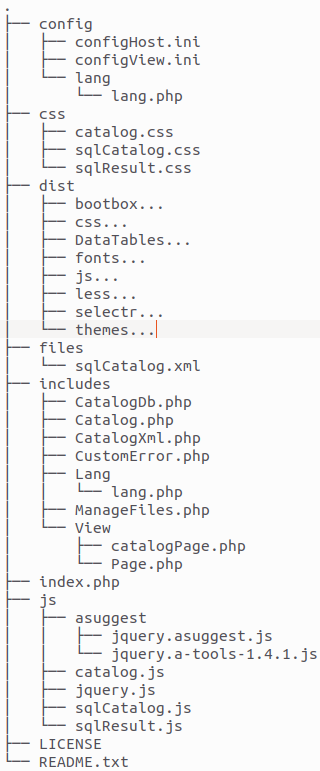 .
├── config
│   ├── configHost.ini
│   ├── configView.ini
│   └── lang
│       └── lang.php
├── css
│   ├── catalog.css
│   ├── sqlCatalog.css
│   └── sqlResult.css
├── dist
│   ├── bootbox...
│   ├── css...
│   ├── DataTables...
│   ├── fonts...
│   ├── js...
│   ├── less...
│   ├── selectr...
│   └── themes...
├── files
│   └── sqlCatalog.xml
├── includes
│   ├── CatalogDb.php
│   ├── Catalog.php
│   ├── CatalogXml.php
│   ├── CustomError.php
│   ├── Lang
│   │   └── lang.php
│   ├── ManageFiles.php
│   └── View
│       ├── catalogPage.php
│       └── Page.php
├── index.php
├── js
│   ├── asuggest
│   │   ├── jquery.asuggest.js
│   │   └── jquery.a-tools-1.4.1.js
│   ├── catalog.js
│   ├── jquery.js
│   ├── sqlCatalog.js
│   └── sqlResult.js
├── LICENSE
└── README.txt